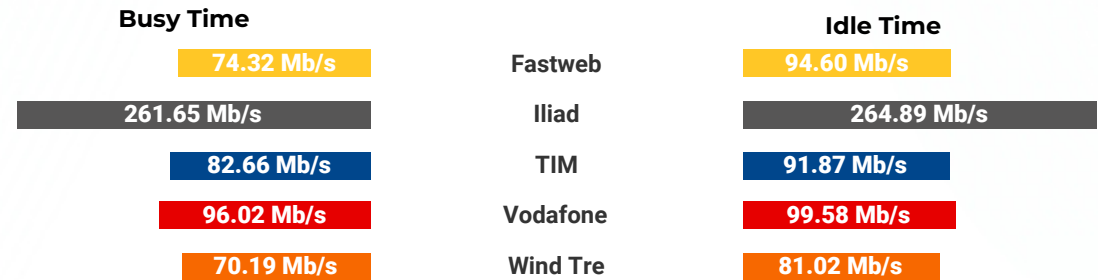 Busy Time
Idle Time
74.32 Mb/s Fastweb 94.60 Mb/s
261.65 Mb/s Iliad 264.89 Mb/s
82.66 Mb/s TIM 91.87 Mb/s
96.02 Mb/s Vodafone 99.58 Mb/s
70.19 Mb/s Wind Tre 81.02 Mb/s